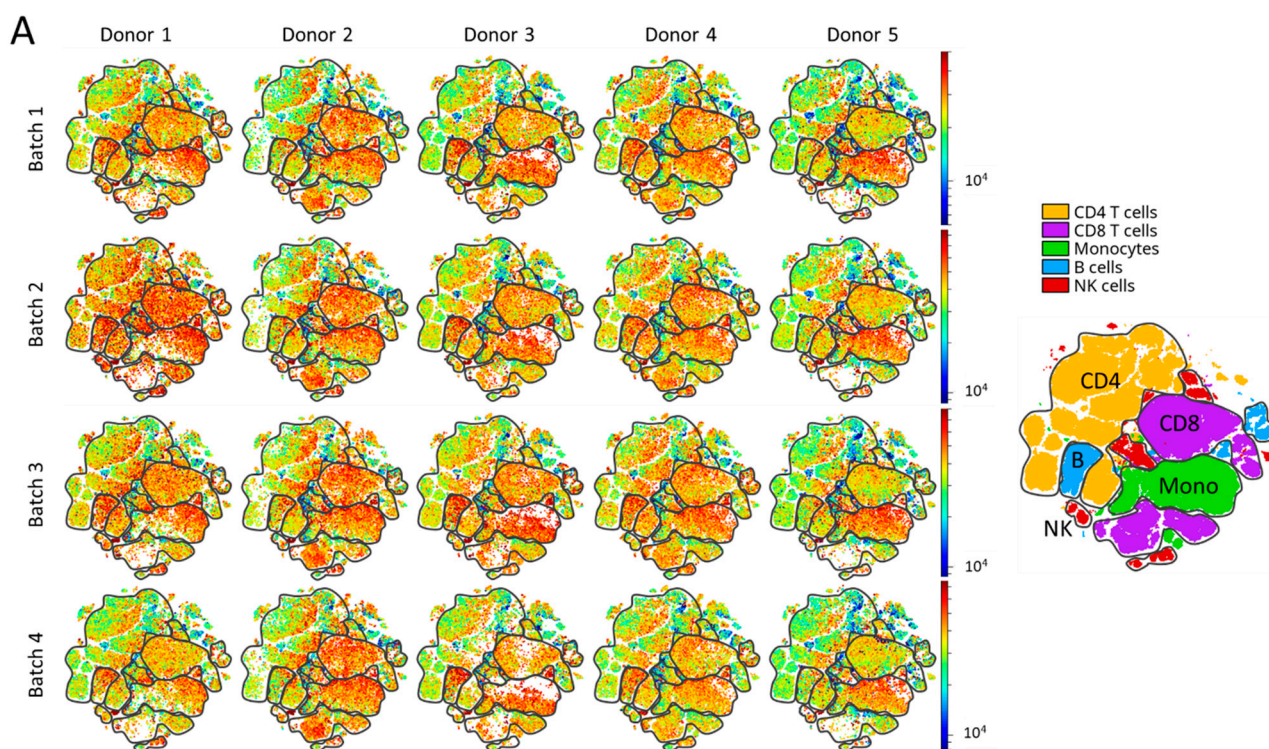 A
Donor 1 Donor 2 Donor 3 Donor 4 Donor 5
Batch 1
10⁴
Batch 2
10⁴
Batch 3
10⁴
Batch 4
10⁴
CD4 T cells
CD8 T cells
Monocytes
B cells
NK cells
CD4
CD8
B
Mono
NK